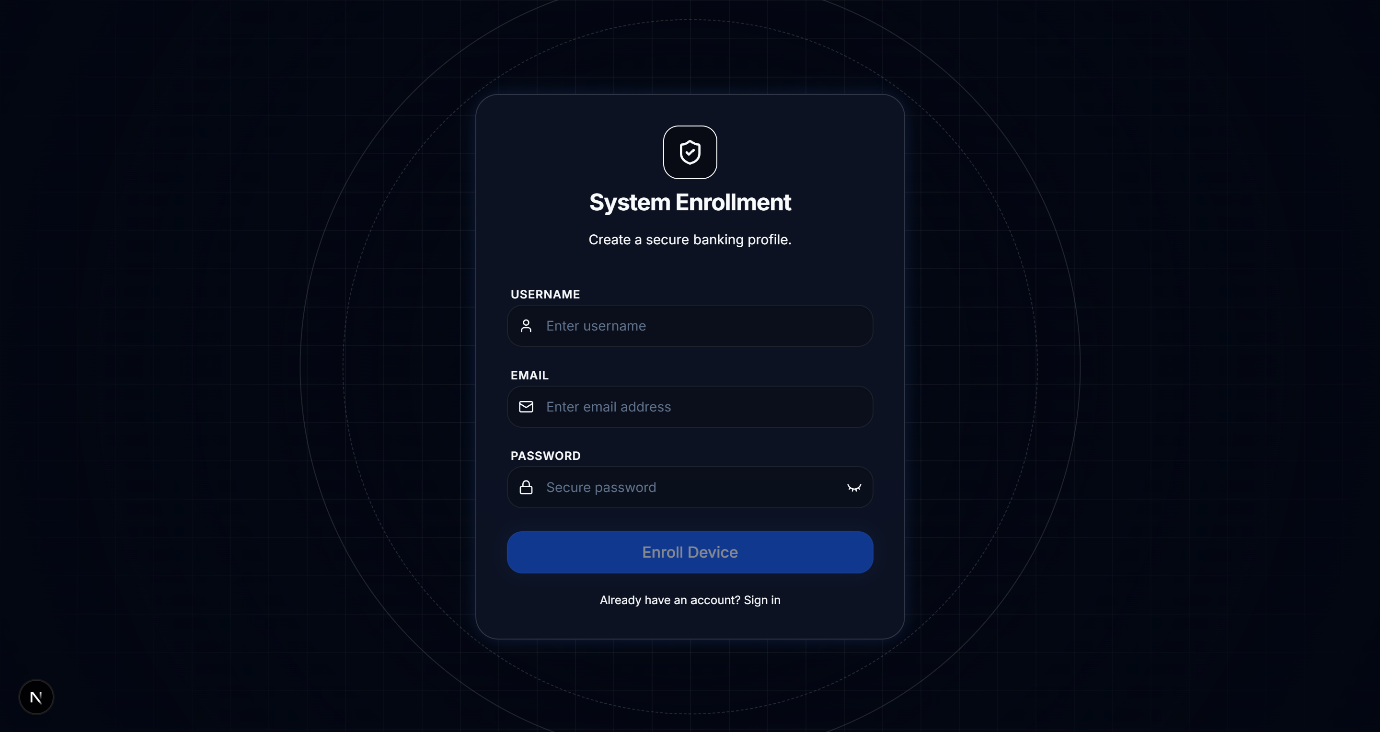 System Enrollment
Create a secure banking profile.
USERNAME
Enter username
EMAIL
Enter email address
PASSWORD
Secure password
Enroll Device
Already have an account? Sign in
N